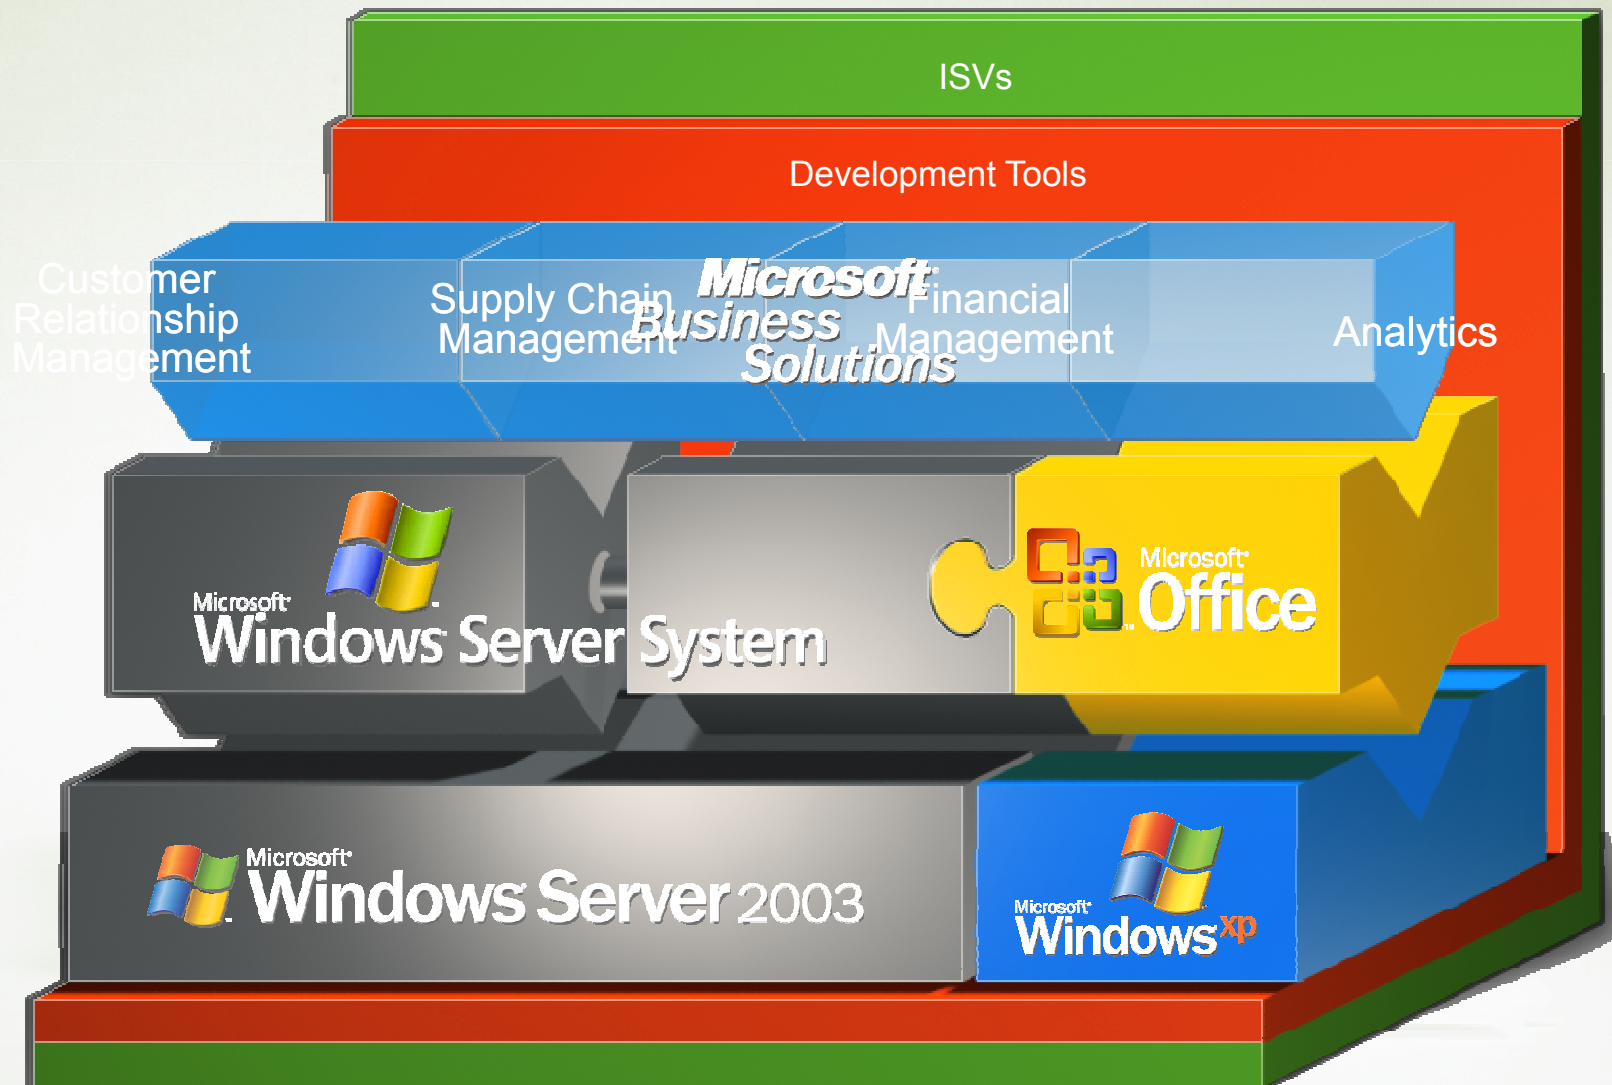 ISVs
Development Tools
Customer
Relationship
Management
Supply Chain
Management
Microsoft®
Business
Solutions
Financial
Management
Analytics
Microsoft®
Windows Server System
Microsoft®
Office™
Microsoft®
Windows Server 2003
Microsoft®
Windows xp